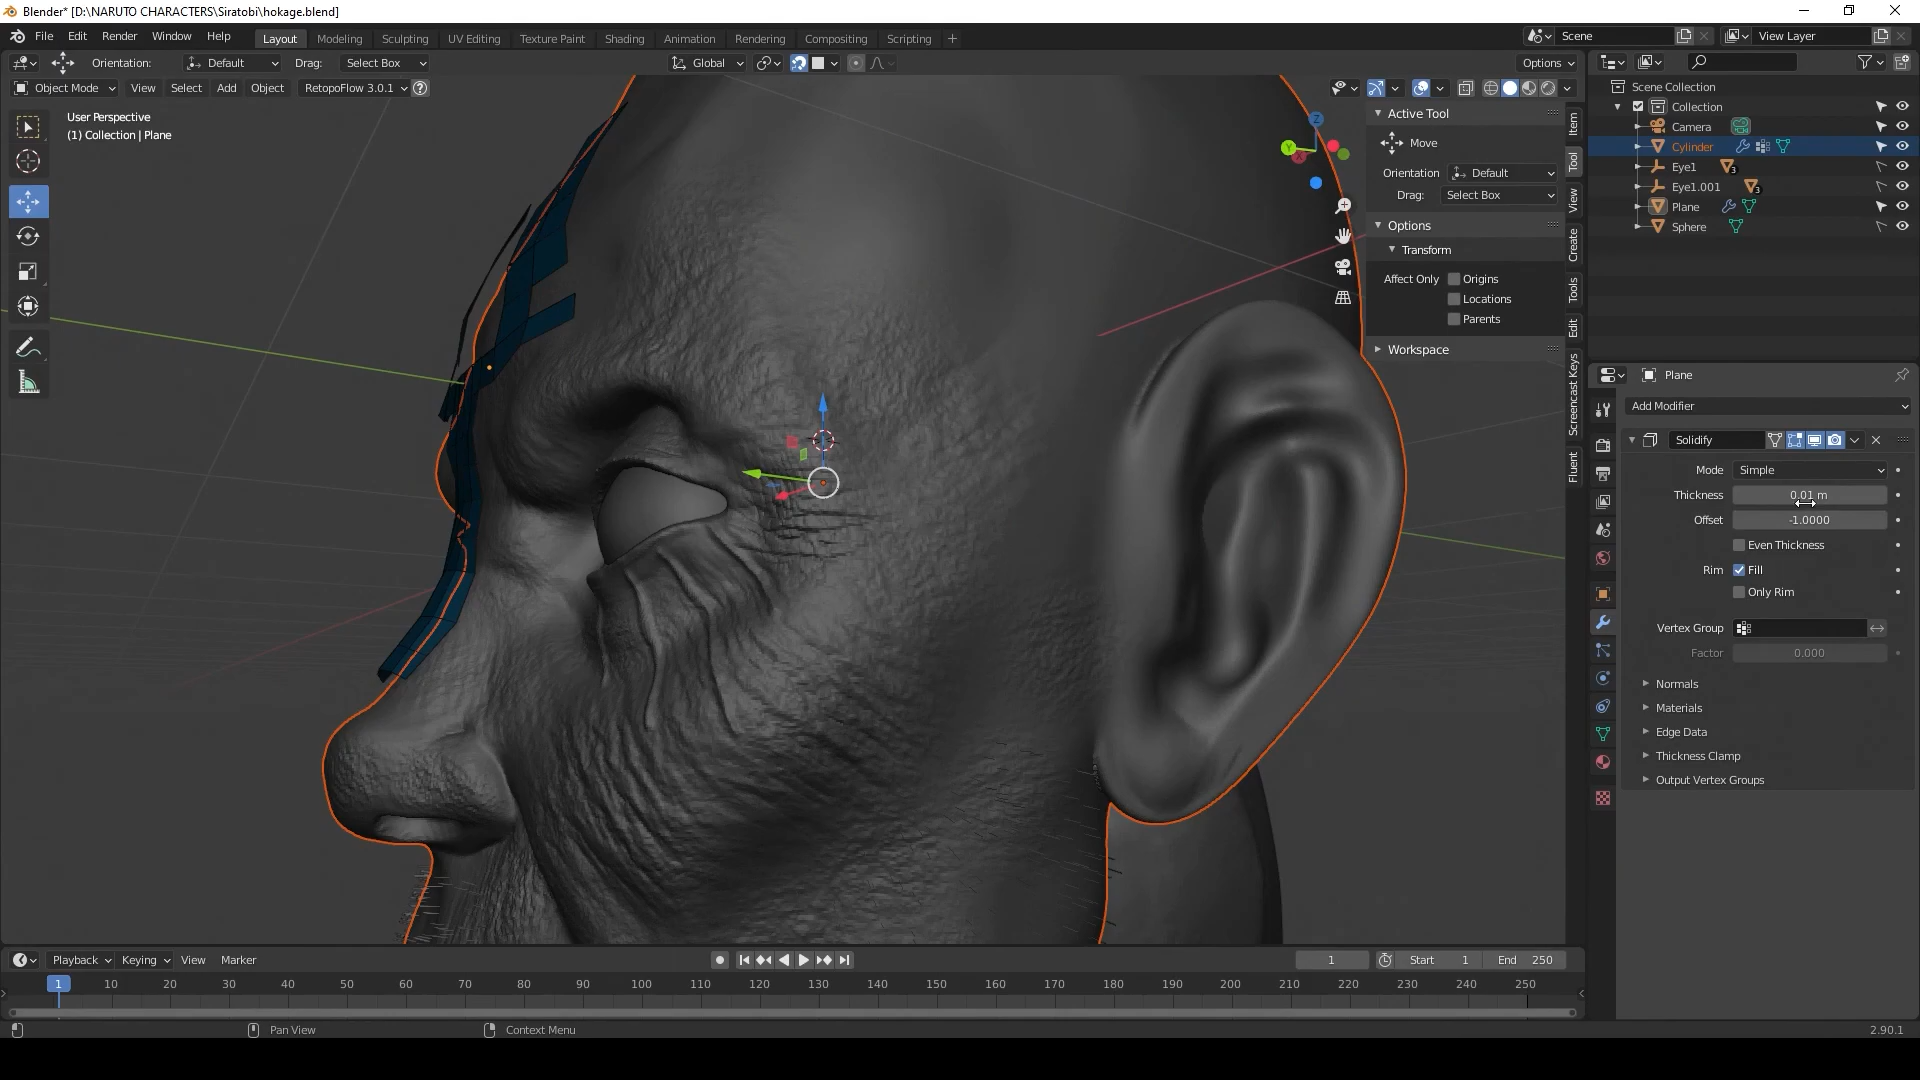 Blender* [D:\NARUTO CHARACTERS\Siratobi\hokage.blend]
File Edit Render Window Help Layout Modeling Sculpting UV Editing Texture Paint Shading Animation Rendering Compositing Scripting + Scene View Layer
Orientation: Default Drag: Select Box Global Options
Object Mode View Select Add Object RetopoFlow 3.0.1 ?
User Perspective
(1) Collection | Plane
Z
Y
X
Active Tool
Move
Orientation Default
Drag: Select Box
Options
Transform
Affect Only Origins
Locations
Parents
Workspace
Item
Tool
View
Create
Tools
Edit
Screencast Keys
Fluent
Scene Collection
Collection
Camera
Cylinder
Eye1 3
Eye1.001 3
Plane
Sphere
Plane
Add Modifier
Solidify
Mode Simple
Thickness 0.01 m
Offset -1.0000
Even Thickness
Rim Fill
Only Rim
Vertex Group
Factor 0.000
Normals
Materials
Edge Data
Thickness Clamp
Output Vertex Groups
Playback Keying View Marker 1 Start 1 End 250
1 10 20 30 40 50 60 70 80 90 100 110 120 130 140 150 160 170 180 190 200 210 220 230 240 250
Pan View Context Menu 2.90.1